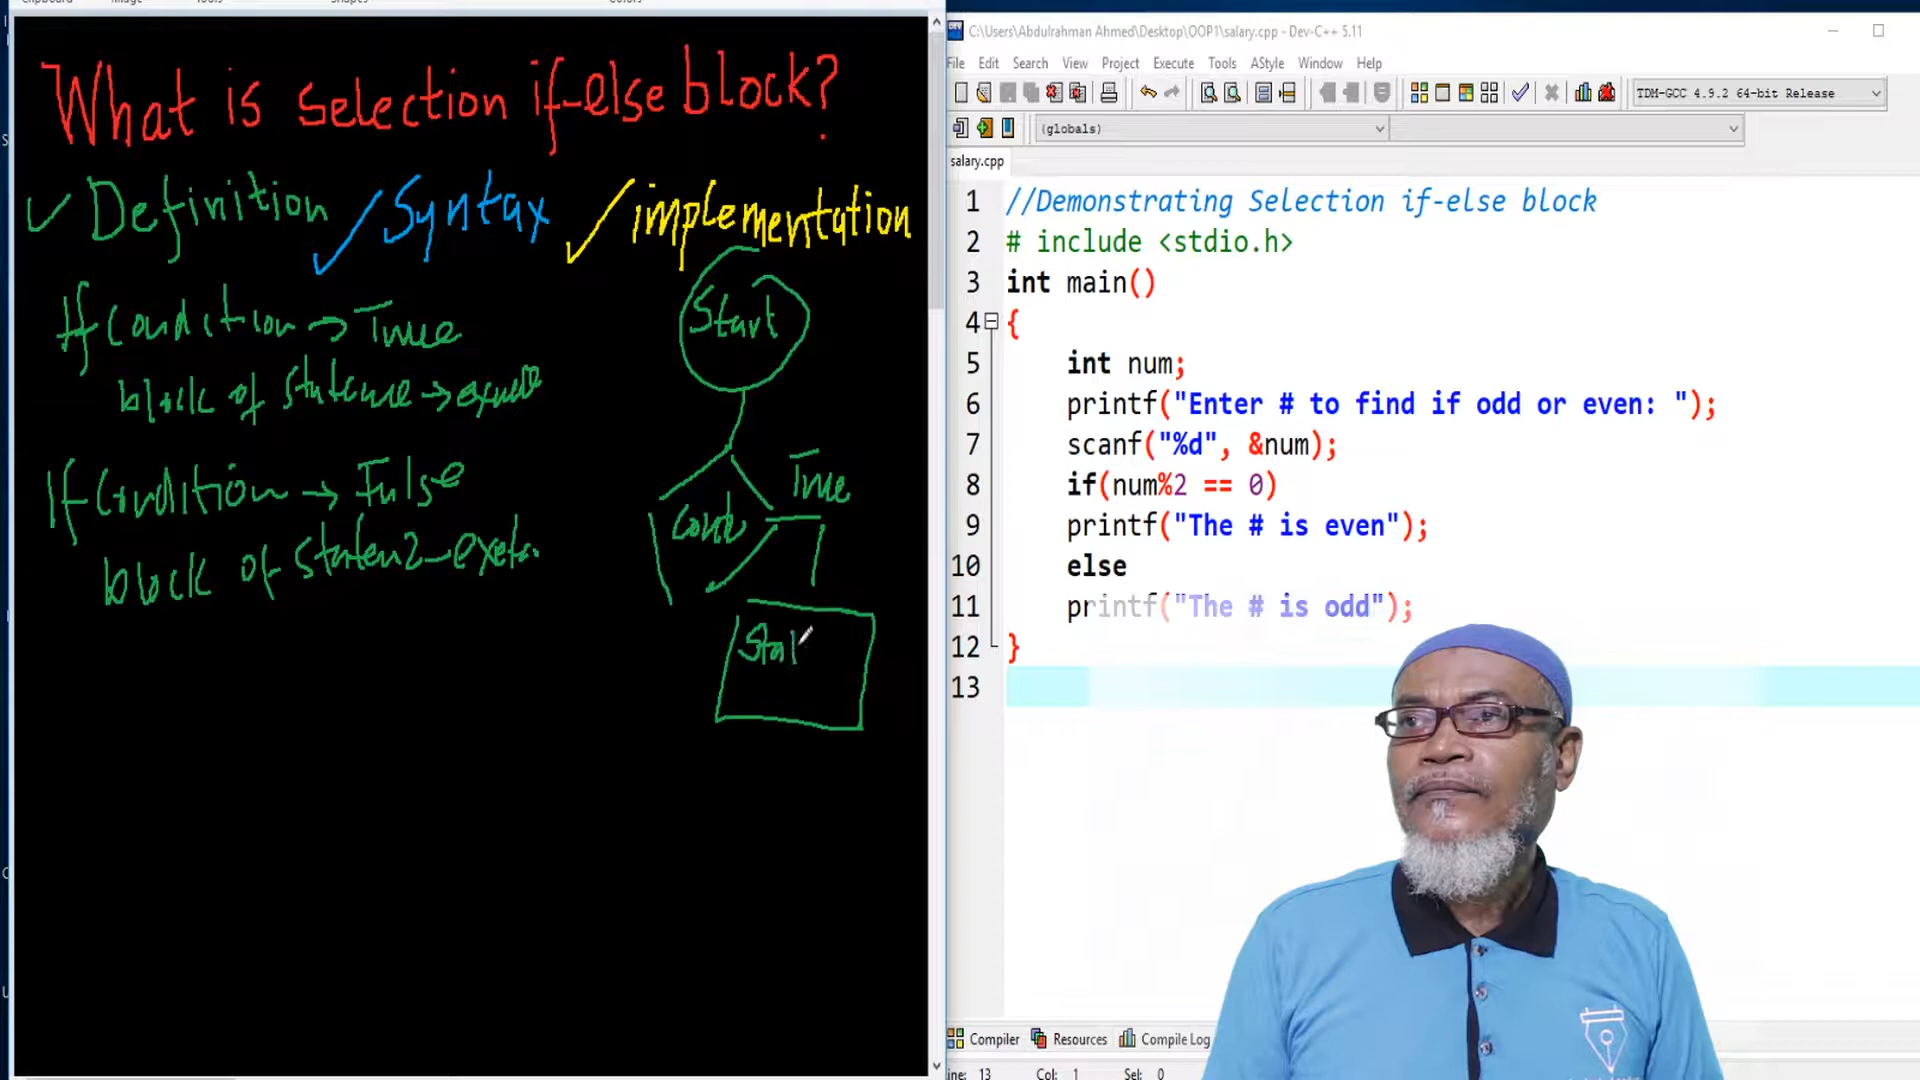 What is selection if-else block?
Definition Syntax implementation
If Condition → True
block of → 
If Condition → False
block of
Start
True
Cond
Stat
C:\Users\Abdulrahman Ahmed\Desktop\OOP1\salary.cpp - Dev-C++ 5.11
File Edit Search View Project Execute Tools AStyle Window Help
TDM-GCC 4.9.2 64-bit Release
(globals)
salary.cpp
1 //Demonstrating Selection if-else block
2 # include <stdio.h>
3 int main()
4 {
5 int num;
6 printf("Enter # to find if odd or even: ");
7 scanf("%d", &num);
8 if(num%2 == 0)
9 printf("The # is even");
10 else
11 printf("The # is odd");
12 }
13
Compiler Resources Compile Log
Line: 13 Col: 1 Sel: 0